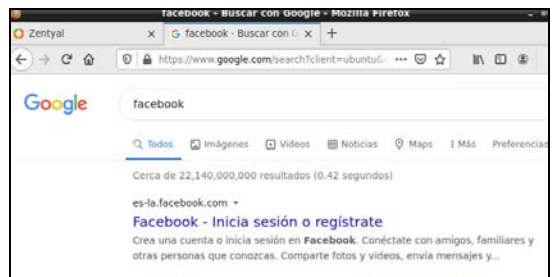 facebook - Buscar con Google - Mozilla Firefox
Zentyal
facebook - Buscar con G
https://www.google.com/search?client=ubuntu&
Google
facebook
Todos Imágenes Videos Noticias Maps Más Preferencias
Cerca de 22,140,000,000 resultados (0.42 segundos)
es-la.facebook.com
Facebook - Inicia sesión o regístrate
Crea una cuenta o inicia sesión en Facebook. Conéctate con amigos, familiares y
otras personas que conozcas. Comparte fotos y videos, envía mensajes y...